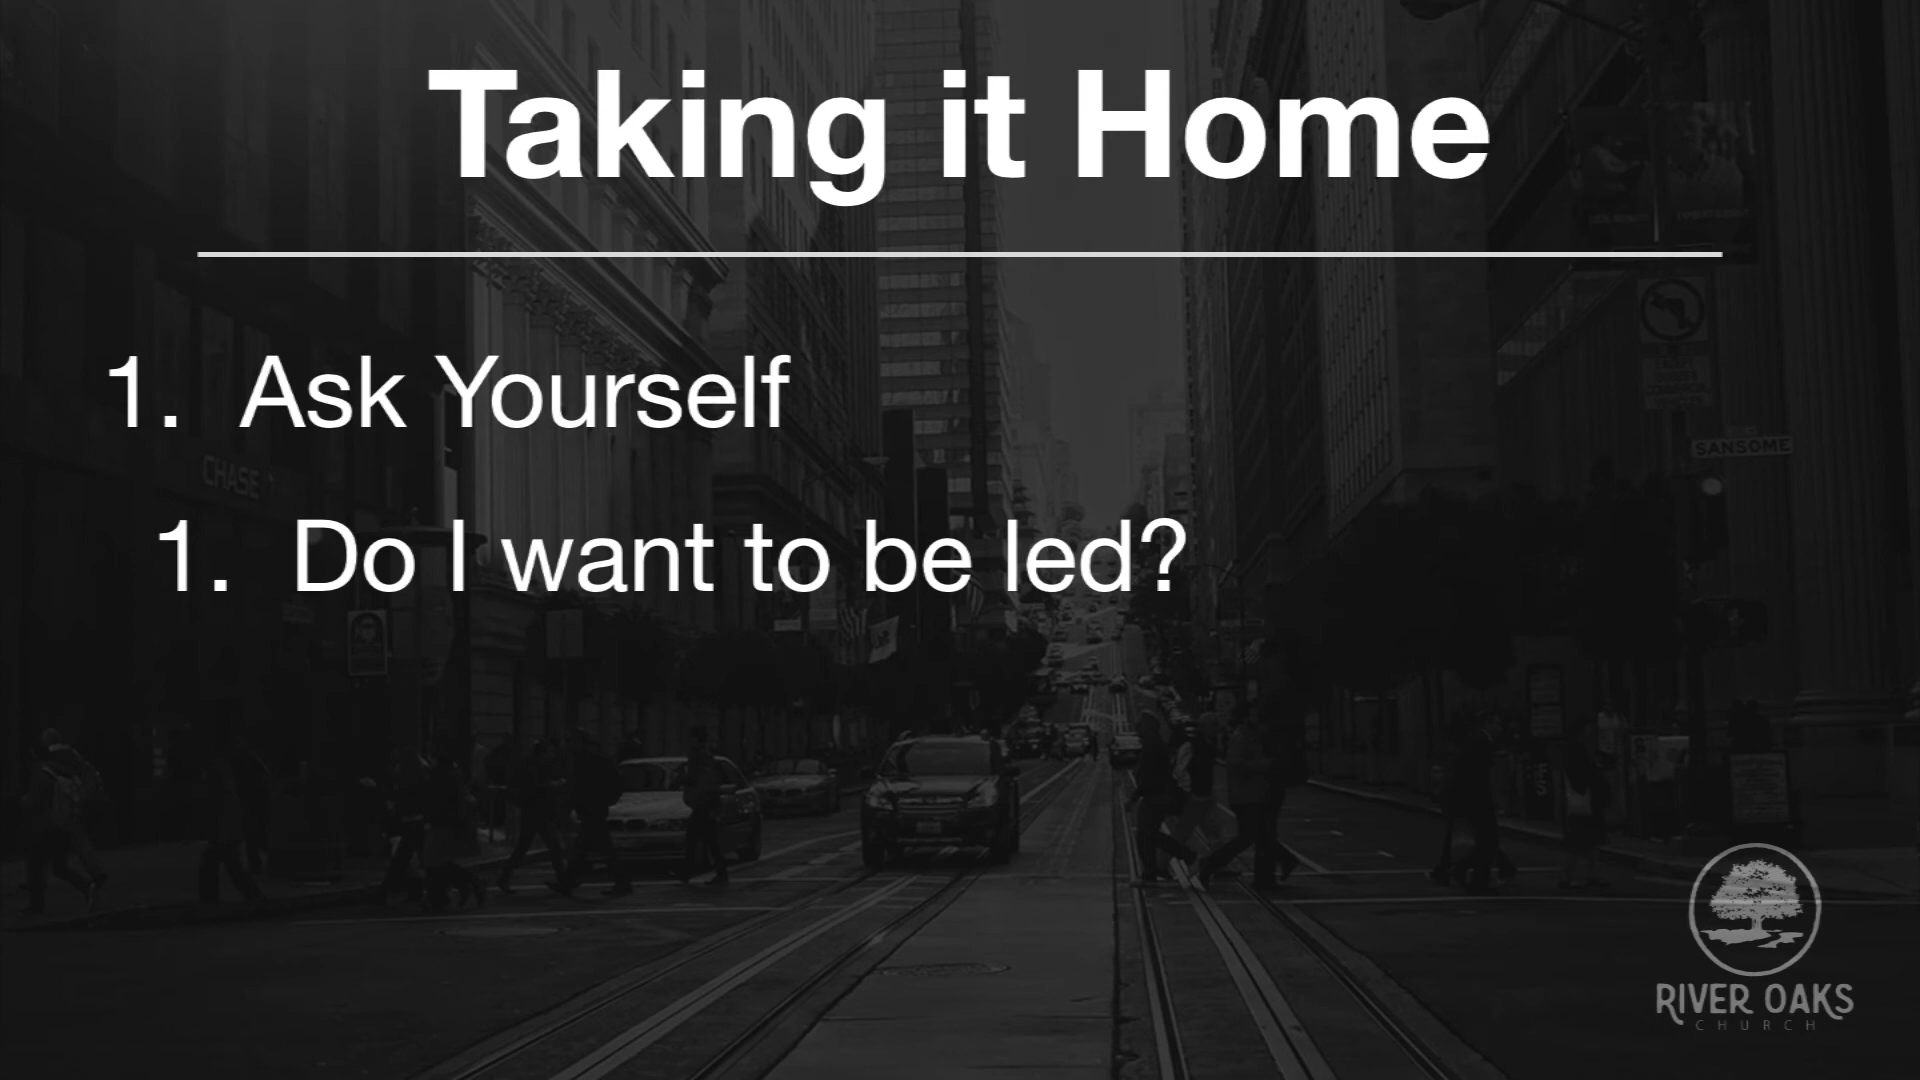 Taking it Home
1. Ask Yourself
1. Do I want to be led?
CHASE
SANSOME
RIVER OAKS
CHURCH